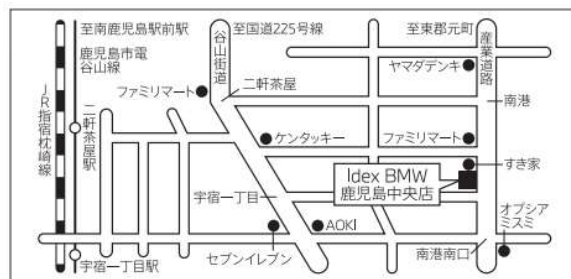 至南鹿児島駅前駅
至国道225号線
至東郡元町
鹿児島市電
谷山線
谷山街道
産業道路
ヤマダデンキ
二軒茶屋
ファミリマート
南港
JR指宿枕崎線
二軒茶屋駅
ケンタッキー
ファミリマート
すき家
Idex BMW
鹿児島中央店
宇宿一丁目
オプシア
ミスミ
AOKI
セブンイレブン
南港南口
宇宿一丁目駅